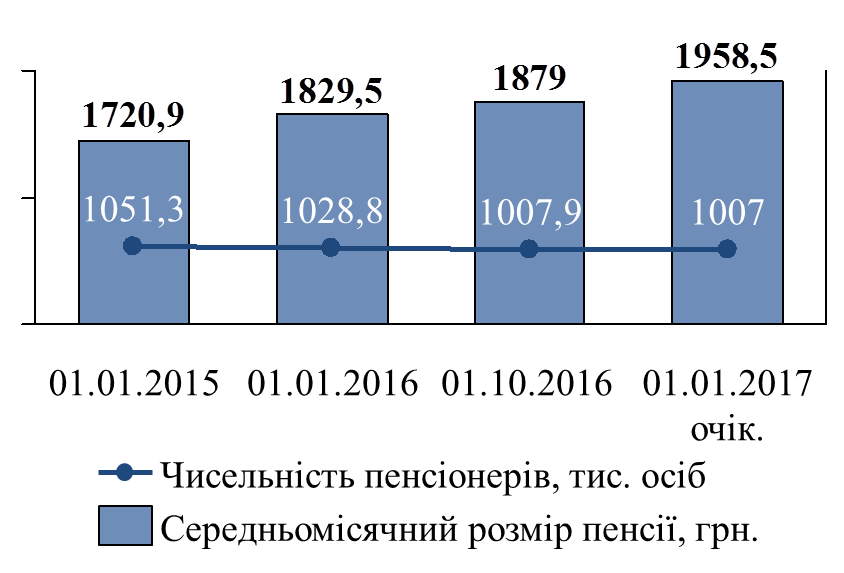 1720,9
1829,5
1879
1958,5
1051,3
1028,8
1007,9
1007
01.01.2015 01.01.2016 01.10.2016 01.01.2017
очік.
Чисельність пенсіонерів, тис. осіб
Середньомісячний розмір пенсії, грн.